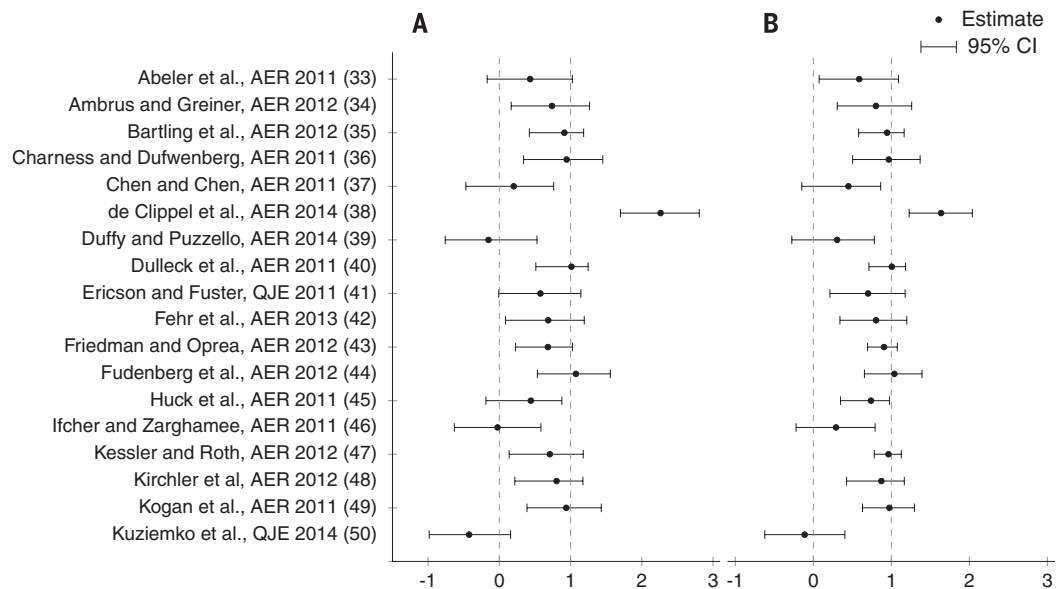 A
B
Estimate
95% CI
Abeler et al., AER 2011 (33)
Ambrus and Greiner, AER 2012 (34)
Bartling et al., AER 2012 (35)
Charness and Dufwenberg, AER 2011 (36)
Chen and Chen, AER 2011 (37)
de Clippel et al., AER 2014 (38)
Duffy and Puzzello, AER 2014 (39)
Dulleck et al., AER 2011 (40)
Ericson and Fuster, QJE 2011 (41)
Fehr et al., AER 2013 (42)
Friedman and Oprea, AER 2012 (43)
Fudenberg et al., AER 2012 (44)
Huck et al., AER 2011 (45)
Ifcher and Zarghamee, AER 2011 (46)
Kessler and Roth, AER 2012 (47)
Kirchler et al, AER 2012 (48)
Kogan et al., AER 2011 (49)
Kuziemko et al., QJE 2014 (50)
-1 0 1 2 3
-1 0 1 2 3